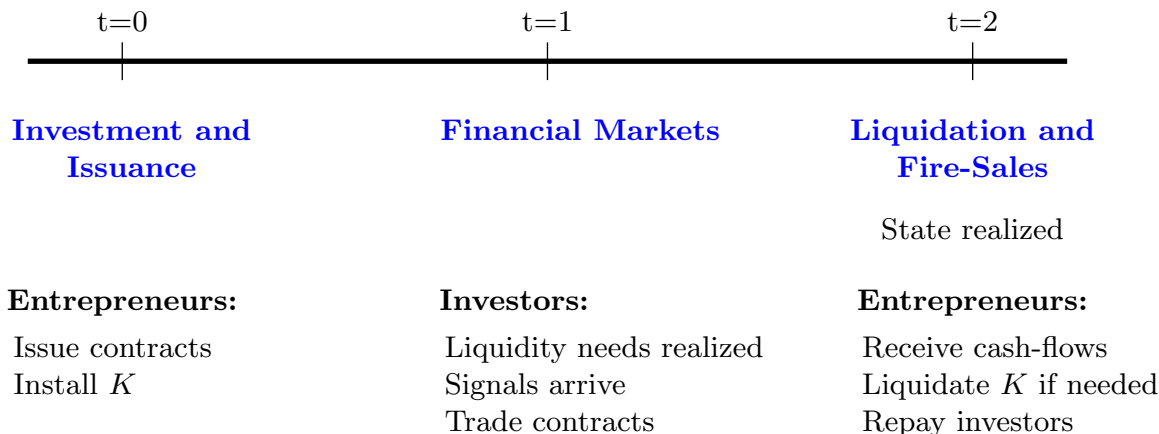 t=0
t=1
t=2
Investment and
Issuance
Financial Markets
Liquidation and
Fire-Sales
State realized
Entrepreneurs:
Issue contracts
Install K
Investors:
Liquidity needs realized
Signals arrive
Trade contracts
Entrepreneurs:
Receive cash-flows
Liquidate K if needed
Repay investors